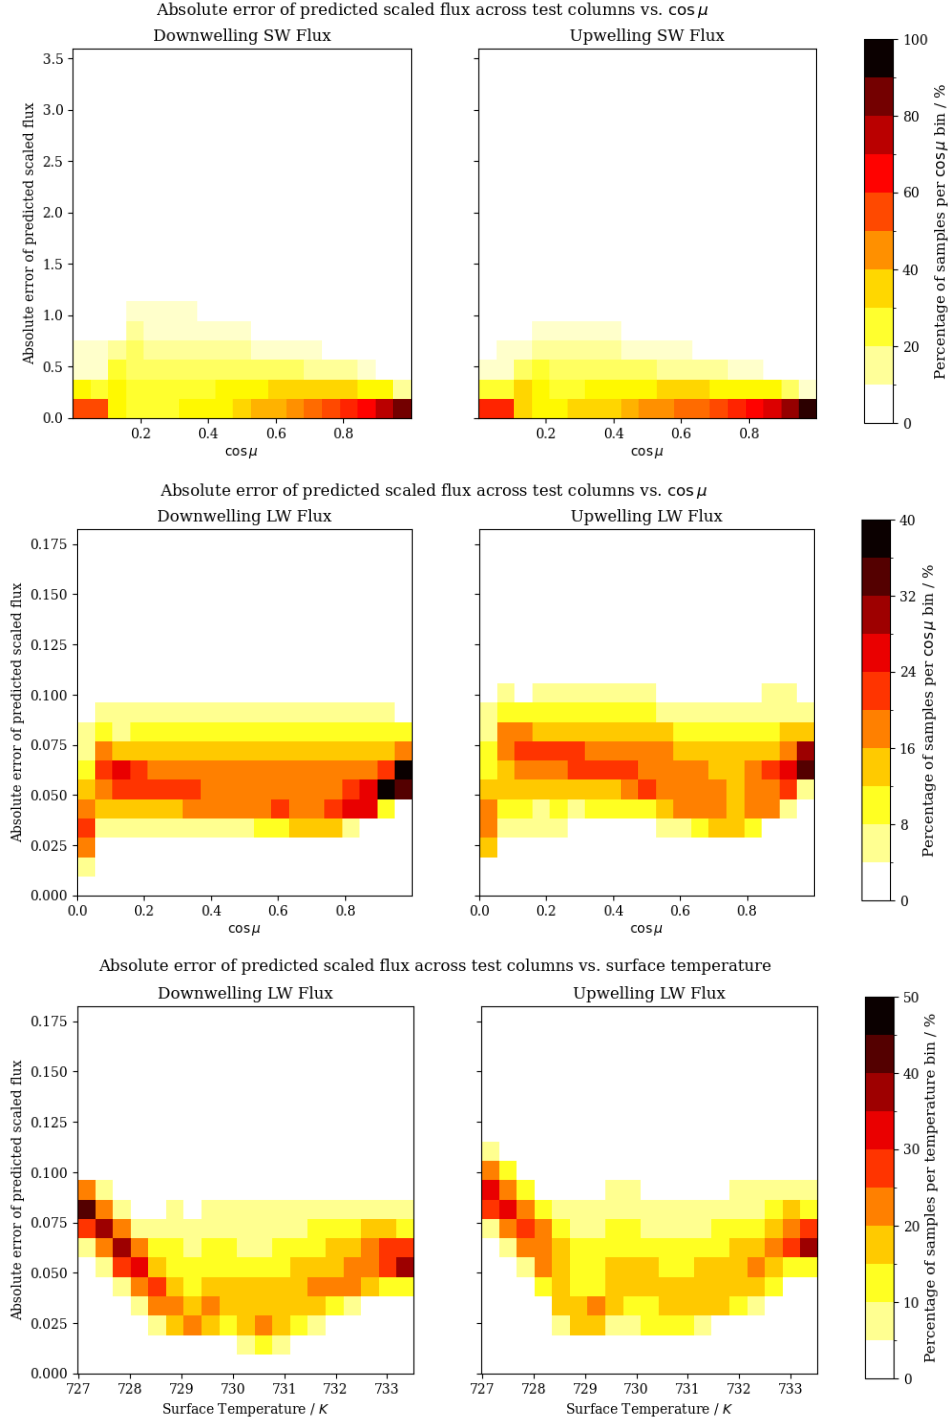 Absolute error of predicted scaled flux across test columns vs. cos μ
Downwelling SW Flux
Upwelling SW Flux
Absolute error of predicted scaled flux
3.5
3.0
2.5
2.0
1.5
1.0
0.5
0.0
0.2 0.4 0.6 0.8
cos μ
0.2 0.4 0.6 0.8
cos μ
100
80
60
40
20
0
Percentage of samples per cos μ bin / %
Absolute error of predicted scaled flux across test columns vs. cos μ
Downwelling LW Flux
Upwelling LW Flux
Absolute error of predicted scaled flux
0.175
0.150
0.125
0.100
0.075
0.050
0.025
0.000
0.0 0.2 0.4 0.6 0.8
cos μ
0.0 0.2 0.4 0.6 0.8
cos μ
40
32
24
16
8
0
Percentage of samples per cos μ bin / %
Absolute error of predicted scaled flux across test columns vs. surface temperature
Downwelling LW Flux
Upwelling LW Flux
Absolute error of predicted scaled flux
0.175
0.150
0.125
0.100
0.075
0.050
0.025
0.000
727 728 729 730 731 732 733
Surface Temperature / K
727 728 729 730 731 732 733
Surface Temperature / K
50
40
30
20
10
0
Percentage of samples per temperature bin / %